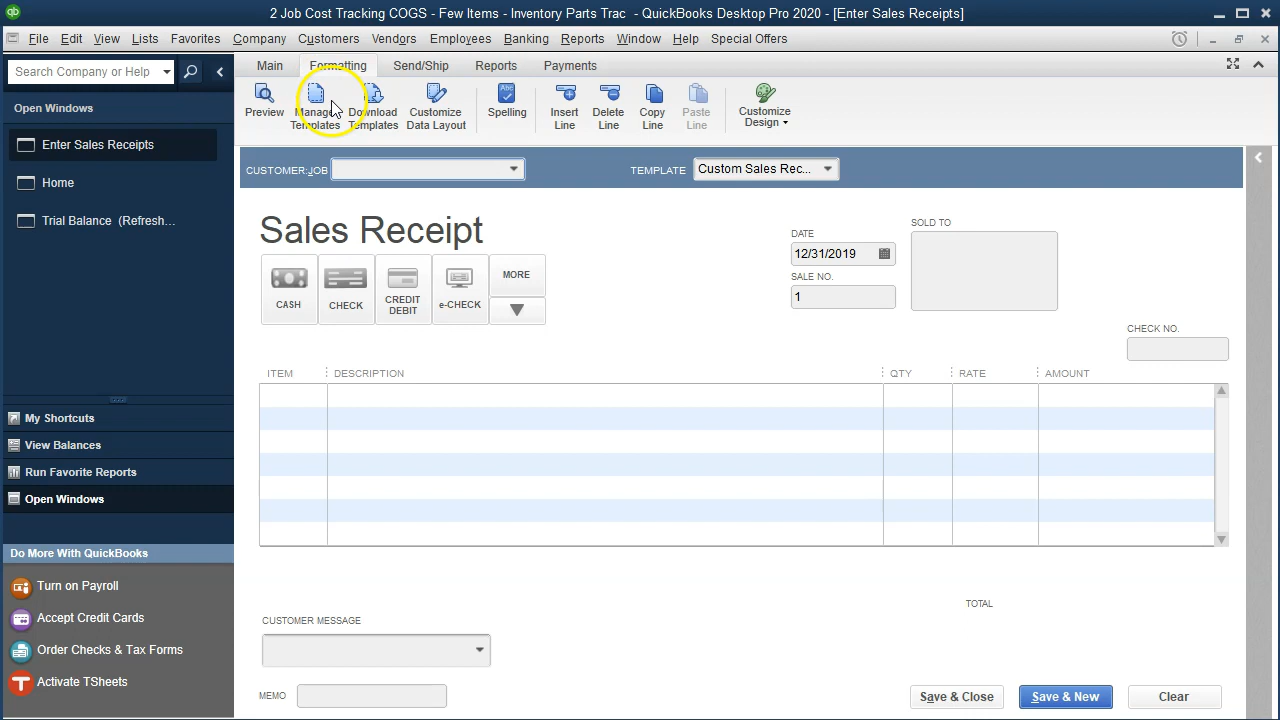 2 Job Cost Tracking COGS - Few Items - Inventory Parts Trac - QuickBooks Desktop Pro 2020 - [Enter Sales Receipts]
File Edit View Lists Favorites Company Customers Vendors Employees Banking Reports Window Help Special Offers
Search Company or Help
Main Formatting Send/Ship Reports Payments
Open Windows
Enter Sales Receipts
Home
Trial Balance (Refresh...
My Shortcuts
View Balances
Run Favorite Reports
Open Windows
Do More With QuickBooks
Turn on Payroll
Accept Credit Cards
Order Checks & Tax Forms
Activate TSheets
Preview
Manage
Templates
Download
Templates
Customize
Data Layout
Spelling
Insert
Line
Delete
Line
Copy
Line
Paste
Line
Customize
Design
CUSTOMER:JOB
TEMPLATE Custom Sales Rec...
Sales Receipt
CASH
CHECK
CREDIT
DEBIT
e-CHECK
MORE
DATE
12/31/2019
SALE NO.
1
SOLD TO
CHECK NO.
ITEM DESCRIPTION QTY RATE AMOUNT
TOTAL
CUSTOMER MESSAGE
MEMO
Save & Close Save & New Clear